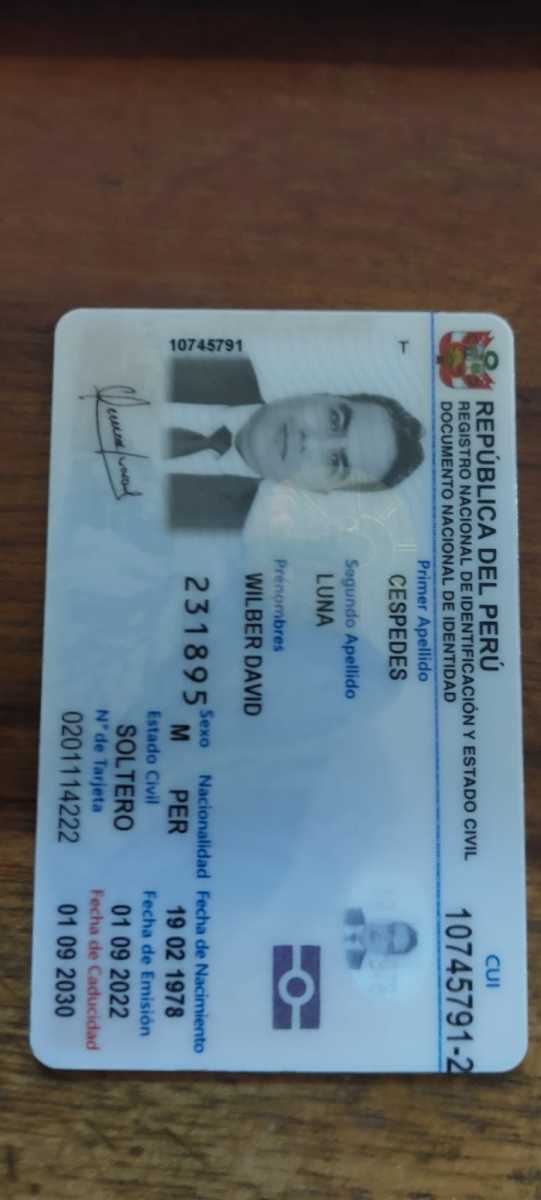 REPÚBLICA DEL PERÚ
REGISTRO NACIONAL DE IDENTIFICACIÓN Y ESTADO CIVIL
DOCUMENTO NACIONAL DE IDENTIDAD
CUI
10745791-2
T
Primer Apellido
CESPEDES
Segundo Apellido
LUNA
Prenombres
WILBER DAVID
Sexo Nacionalidad Fecha de Nacimiento
M PER 19 02 1978
231895
Estado Civil Fecha de Emisión
SOLTERO 01 09 2022
N° de Tarjeta Fecha de Caducidad
0201114222 01 09 2030
10745791